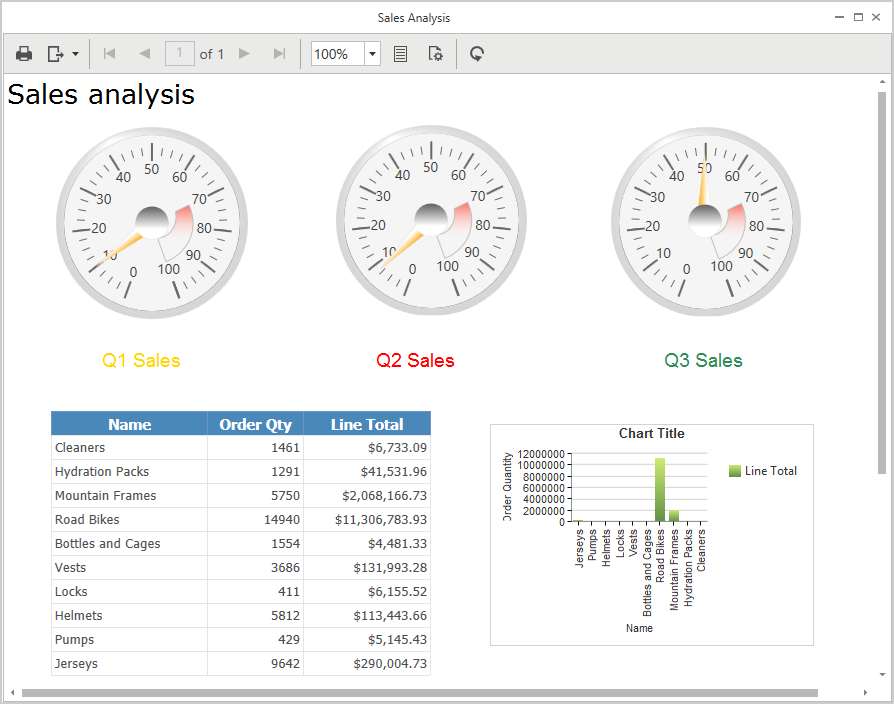 Sales Analysis
1 of 1 100%
Sales analysis
0 10 20 30 40 50 60 70 80 90 100
0 10 20 30 40 50 60 70 80 90 100
0 10 20 30 40 50 60 70 80 90 100
Q1 Sales Q2 Sales Q3 Sales
Name Order Qty Line Total
Cleaners 1461 $6,733.09
Hydration Packs 1291 $41,531.96
Mountain Frames 5750 $2,068,166.73
Road Bikes 14940 $11,306,783.93
Bottles and Cages 1554 $4,481.33
Vests 3686 $131,993.28
Locks 411 $6,155.52
Helmets 5812 $113,443.66
Pumps 429 $5,145.43
Jerseys 9642 $290,004.73
Chart Title
Order Quantity
12000000
10000000
8000000
6000000
4000000
2000000
0
Line Total
Jerseys
Pumps
Helmets
Locks
Vests
Bottles and Cages
Road Bikes
Mountain Frames
Hydration Packs
Cleaners
Name